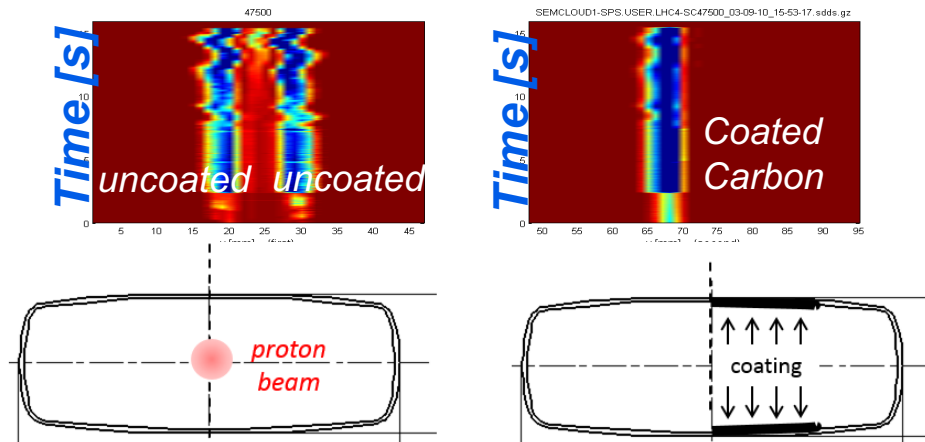 47500
SEMCLOUD1-SPS.USER.LHC4-SC47500_03-09-10_15-53-17.sdds.gz
Time [s]
15
10
5
0
uncoated uncoated
5 10 15 20 25 30 35 40 45
Time [s]
15
10
5
0
Coated
Carbon
50 55 60 65 70 75 80 85 90 95
proton
beam
coating